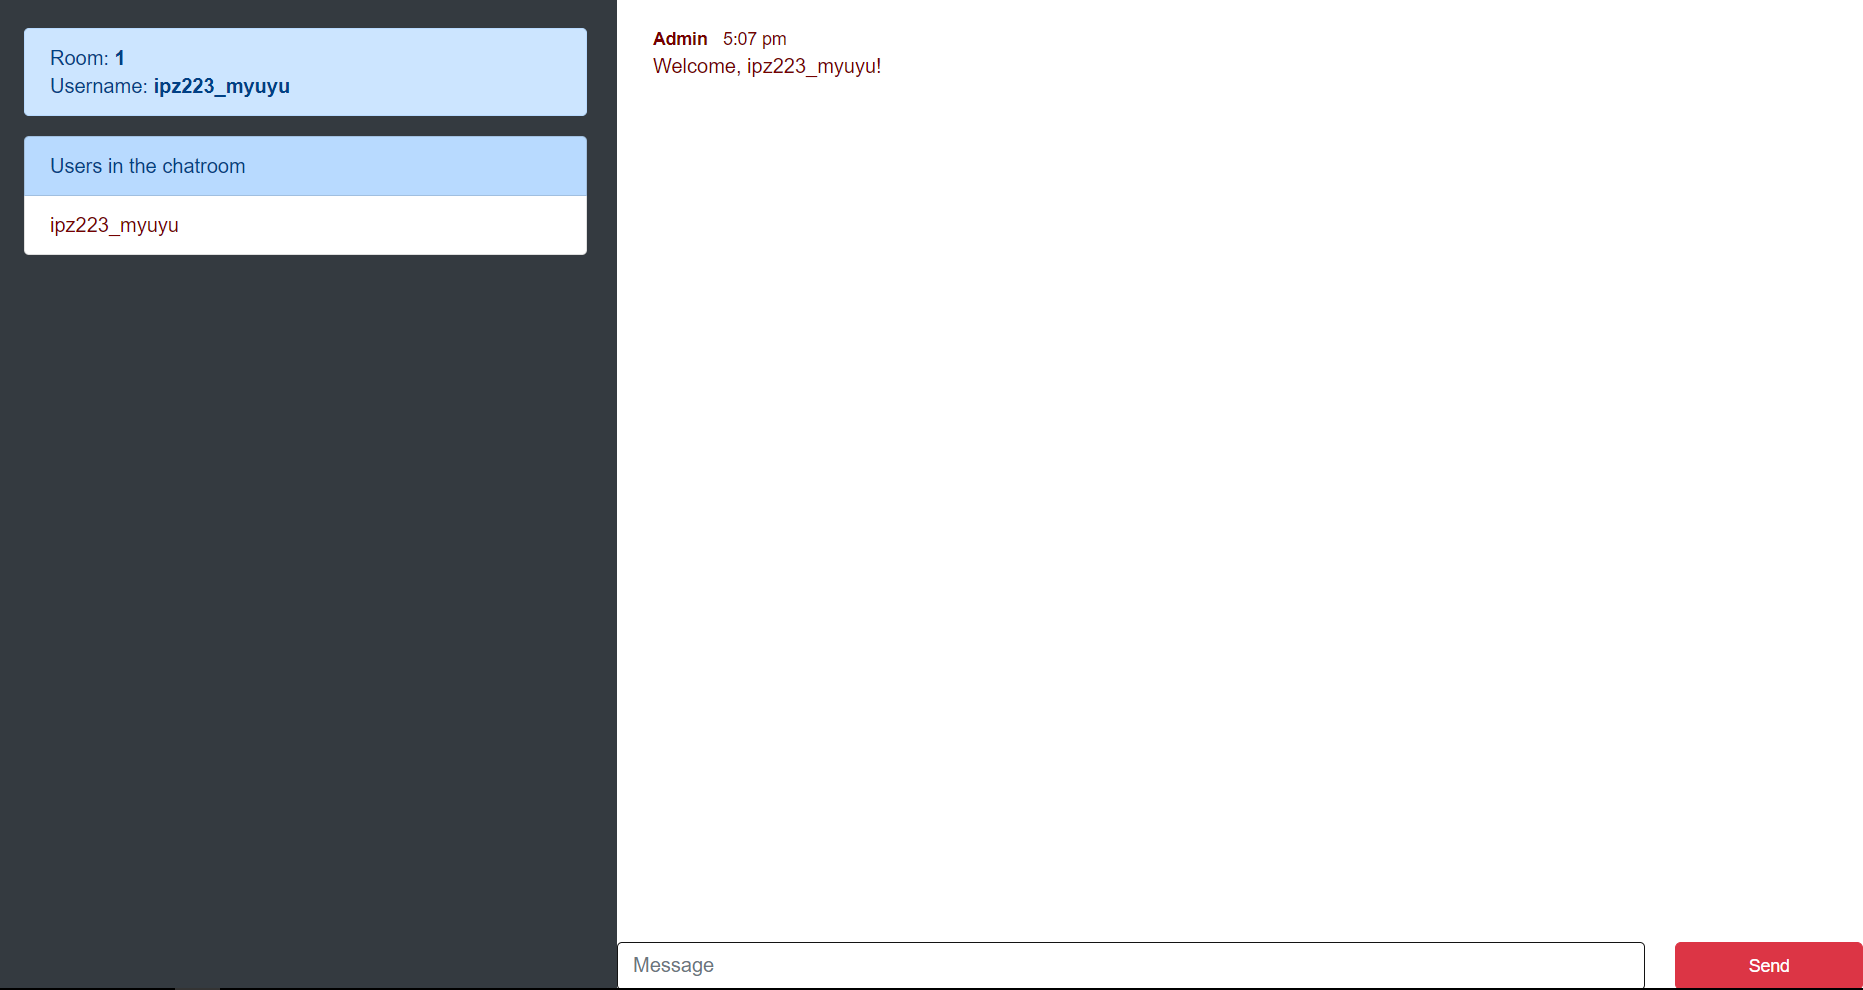 Room: 1
Username: ipz223_myuyu
Users in the chatroom
ipz223_myuyu
Admin 5:07 pm
Welcome, ipz223_myuyu!
Message
Send